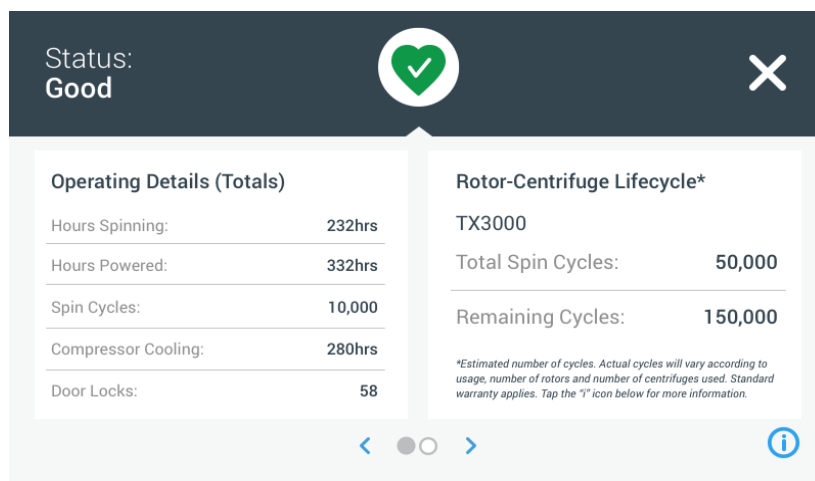 Status:
Good
Operating Details (Totals)
Hours Spinning: 232hrs
Hours Powered: 332hrs
Spin Cycles: 10,000
Compressor Cooling: 280hrs
Door Locks: 58
Rotor-Centrifuge Lifecycle*
TX3000
Total Spin Cycles: 50,000
Remaining Cycles: 150,000
*Estimated number of cycles. Actual cycles will vary according to
usage, number of rotors and number of centrifuges used. Standard
warranty applies. Tap the "i" icon below for more information.
i